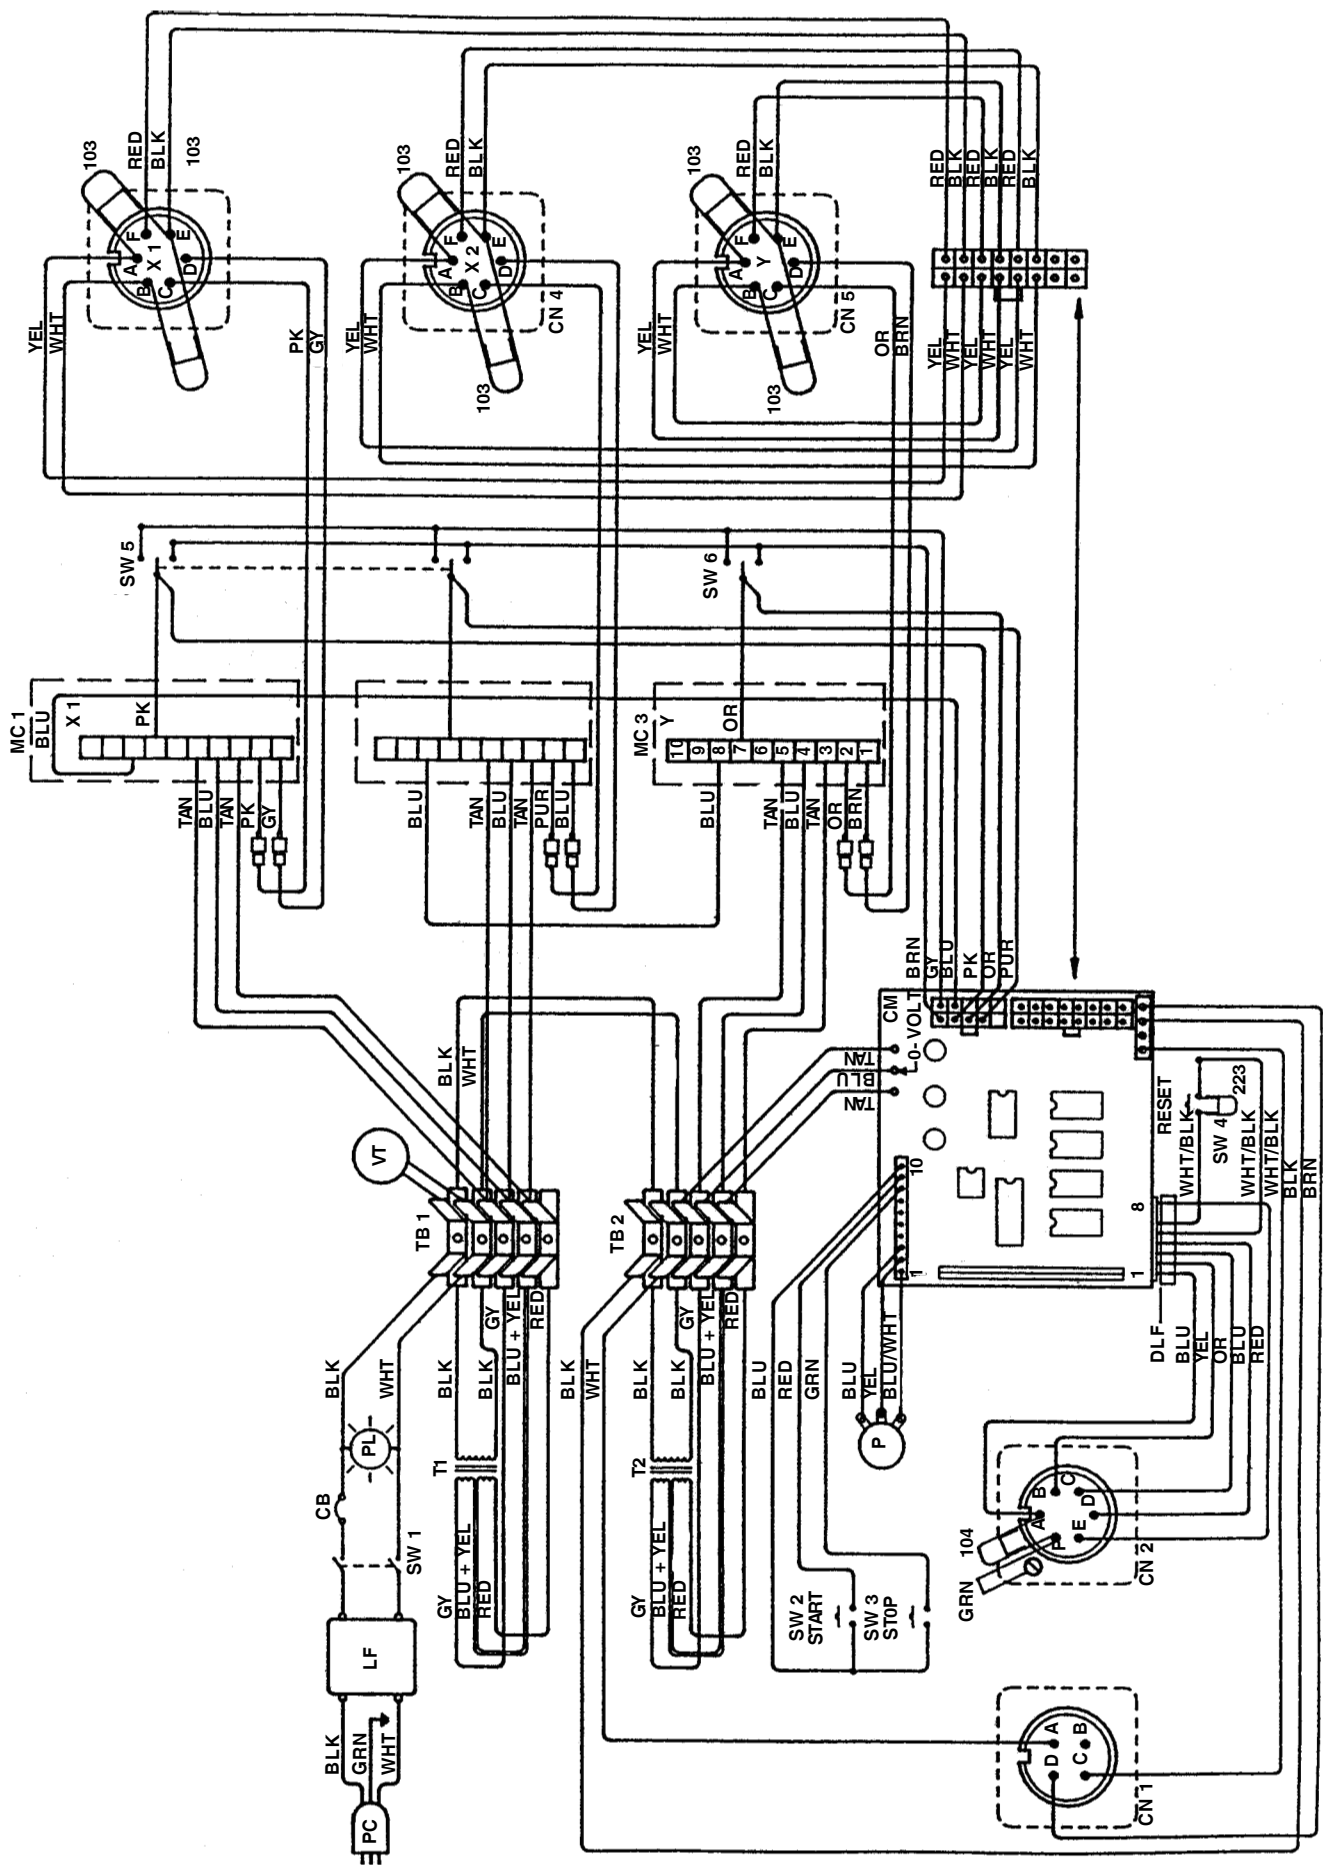 103
RED
BLK
103
F
E
A
X 1
D
B
C
YEL
WHT
PK
GY
103
RED
BLK
F
E
A
X 2
D
B
C
YEL
WHT
CN 4
103
103
RED
BLK
F
E
A
Y
D
B
C
YEL
WHT
CN 5
OR
BRN
103
RED
BLK
RED
BLK
RED
BLK
YEL
WHT
YEL
WHT
YEL
WHT
SW 5
SW 6
MC 1
BLU
X 1
PK
TAN
BLU
TAN
PK
GY
BLU
TAN
BLU
TAN
PUR
BLU
MC 3
Y
OR
10
9
8
7
6
5
4
3
2
1
BLU
TAN
BLU
TAN
OR
BRN
BRN
GY
BLU
PK
OR
PUR
CM
0- VOLT
TAN
BLU
TAN
10
1
8
1
RESET
WHT/BLK
SW 4
223
WHT/BLK
WHT/BLK
BLK
BRN
BLK
WHT
VT
TB 1
TB 2
BLK
WHT
BLK
BLK
GY
BLU + YEL
RED
BLK
WHT
BLK
BLK
GY
BLU + YEL
RED
BLU
RED
GRN
BLU
YEL
BLU/WHT
P
DLF
BLU
YEL
OR
BLU
RED
PL
CB
SW 1
T1
T2
GY
BLU + YEL
RED
GY
BLU + YEL
RED
LF
BLK
GRN
WHT
PC
SW 2
START
SW 3
STOP
104
GRN
A
B
C
D
E
F
CN 2
A
B
C
D
CN 1